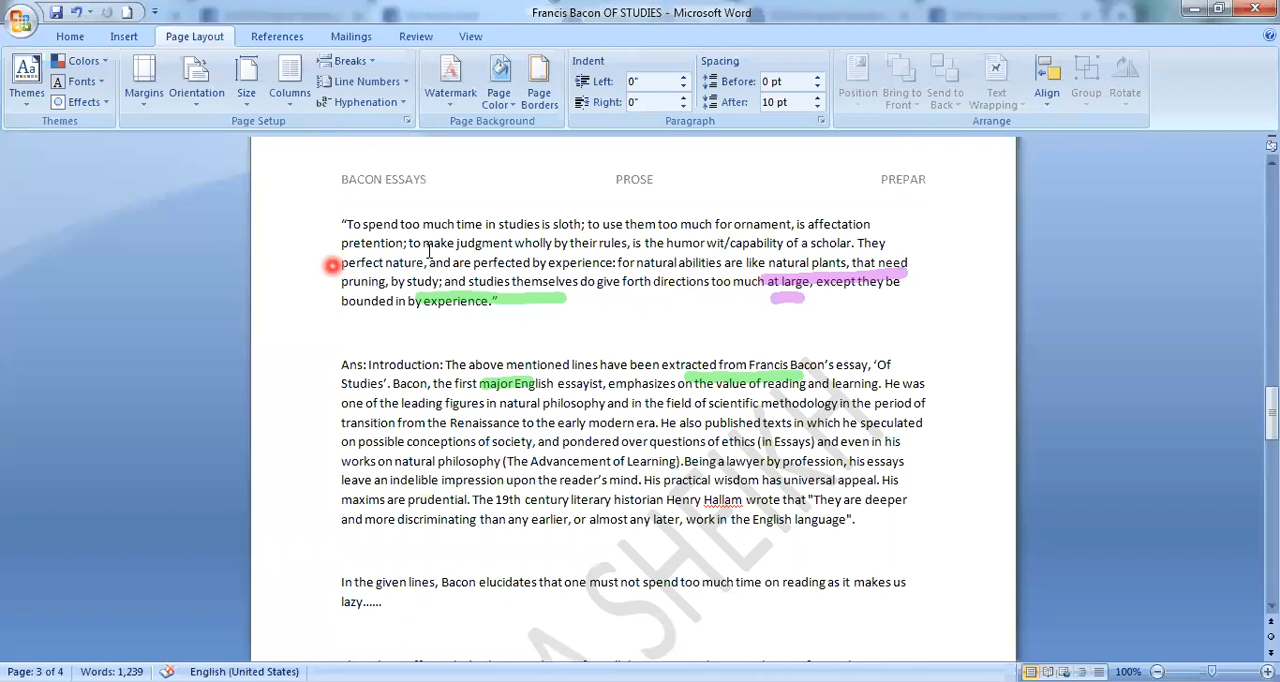 Francis Bacon OF STUDIES - Microsoft Word
Home Insert Page Layout References Mailings Review View
Themes
Colors
Fonts
Effects
Themes
Margins Orientation Size Columns
Breaks
Line Numbers
Hyphenation
Page Setup
Watermark Page Color Page Borders
Page Background
Indent
Left: 0"
Right: 0"
Spacing
Before: 0 pt
After: 10 pt
Paragraph
Position Bring to Front Send to Back Text Wrapping Align Group Rotate
Arrange
BACON ESSAYS PROSE PREPAR
“To spend too much time in studies is sloth; to use them too much for ornament, is affectation
pretention; to make judgment wholly by their rules, is the humor wit/capability of a scholar. They
perfect nature, and are perfected by experience: for natural abilities are like natural plants, that need
pruning, by study; and studies themselves do give forth directions too much at large, except they be
bounded in by experience.”
Ans: Introduction: The above mentioned lines have been extracted from Francis Bacon’s essay, ‘Of
Studies’. Bacon, the first major English essayist, emphasizes on the value of reading and learning. He was
one of the leading figures in natural philosophy and in the field of scientific methodology in the period of
transition from the Renaissance to the early modern era. He also published texts in which he speculated
on possible conceptions of society, and pondered over questions of ethics (in Essays) and even in his
works on natural philosophy (The Advancement of Learning).Being a lawyer by profession, his essays
leave an indelible impression upon the reader’s mind. His practical wisdom has universal appeal. His
maxims are prudential. The 19th century literary historian Henry Hallam wrote that "They are deeper
and more discriminating than any earlier, or almost any later, work in the English language".
In the given lines, Bacon elucidates that one must not spend too much time on reading as it makes us
lazy......
A SHEIKH
Page: 3 of 4 Words: 1,239 English (United States) 100%